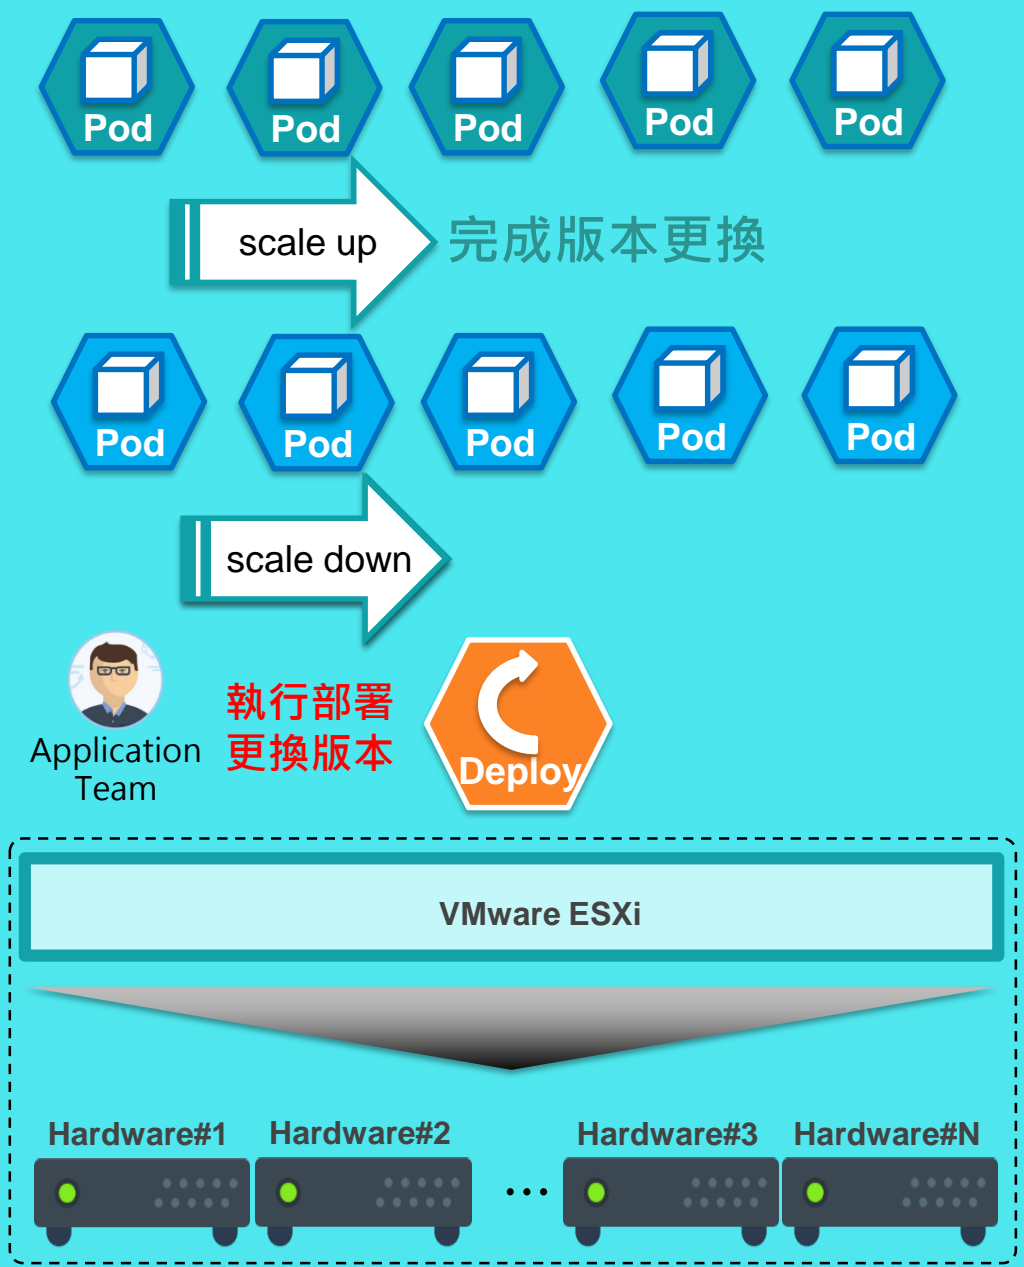 Pod Pod Pod Pod Pod
scale up 完成版本更換
Pod Pod Pod Pod Pod
scale down
Application
Team
執行部署
更換版本
Deploy
VMware ESXi
Hardware#1 Hardware#2 ... Hardware#3 Hardware#N